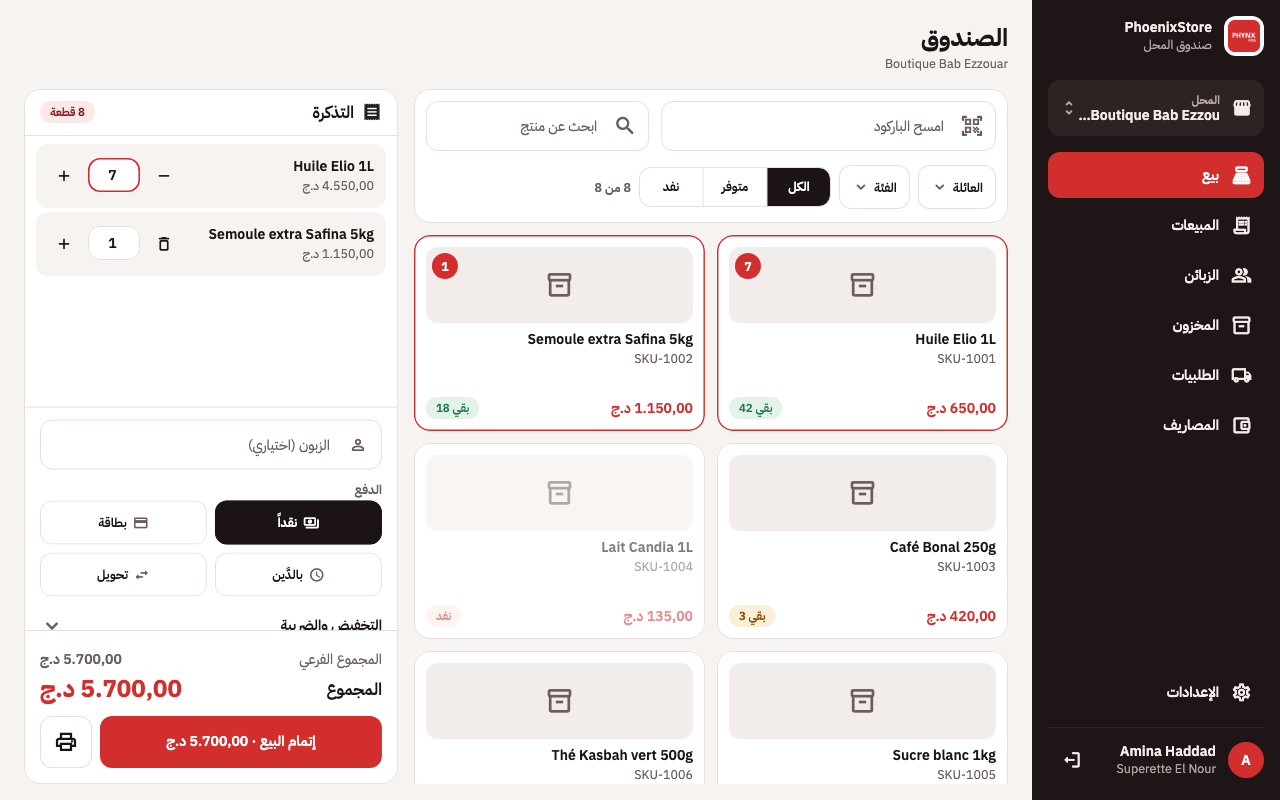 PhoenixStore
صندوق المحل
PHYNX
POS
المحل
Boutique Bab Ezzou...
بيع
المبيعات
الزبائن
المخزون
الطلبيات
المصاريف
الإعدادات
Amina Haddad
Superette El Nour
A
الصندوق
Boutique Bab Ezzouar
امسح الباركود
ابحث عن منتج
العائلة
الفئة
الكل
متوفر
نفد
8 من 8
7
Huile Elio 1L
SKU-1001
650,00 د.ج
بقي 42
1
Semoule extra Safina 5kg
SKU-1002
1.150,00 د.ج
بقي 18
Café Bonal 250g
SKU-1003
420,00 د.ج
بقي 3
Lait Candia 1L
SKU-1004
135,00 د.ج
نفد
Sucre blanc 1kg
SKU-1005
Thé Kasbah vert 500g
SKU-1006
التذكرة
8 قطعة
Huile Elio 1L
4.550,00 د.ج
− 7 +
Semoule extra Safina 5kg
1.150,00 د.ج
1 +
الزبون (اختياري)
الدفع
نقداً
بطاقة
بالدَّين
تحويل
التخفيض والضريبة
المجموع الفرعي
5.700,00 د.ج
المجموع
5.700,00 د.ج
إتمام البيع · 5.700,00 د.ج